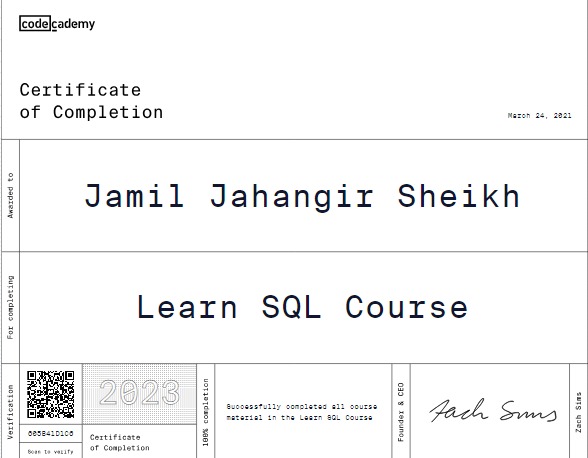 codecademy
Certificate
of Completion
March 24, 2021
Awarded to
Jamil Jahangir Sheikh
For completing
Learn SQL Course
Verification
Scan to verify
2023
Certificate
of Completion
100% completion
Successfully completed all course
material in the Learn SQL Course
Founder & CEO
Zach Sims
Zach Sims